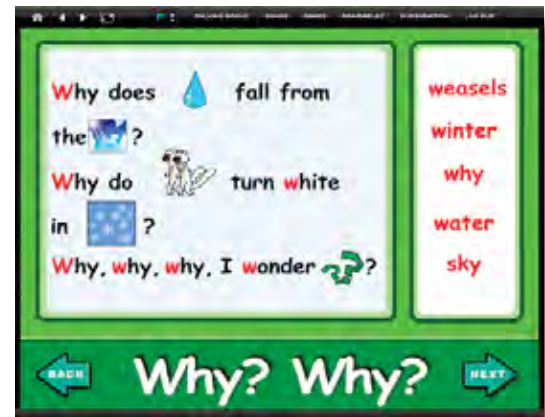 Why does fall from
the ?
Why do turn white
in ?
Why, why, why, I wonder ?
weasels
winter
why
water
sky
BACK
Why? Why?
NEXT